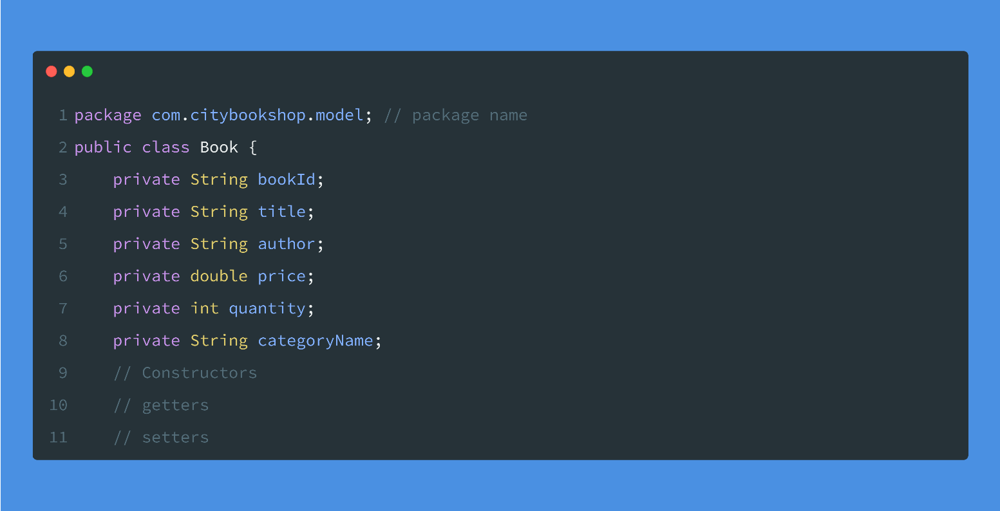 1 package com.citybookshop.model; // package name
2 public class Book {
3     private String bookId;
4     private String title;
5     private String author;
6     private double price;
7     private int quantity;
8     private String categoryName;
9     // Constructors
10     // getters
11     // setters